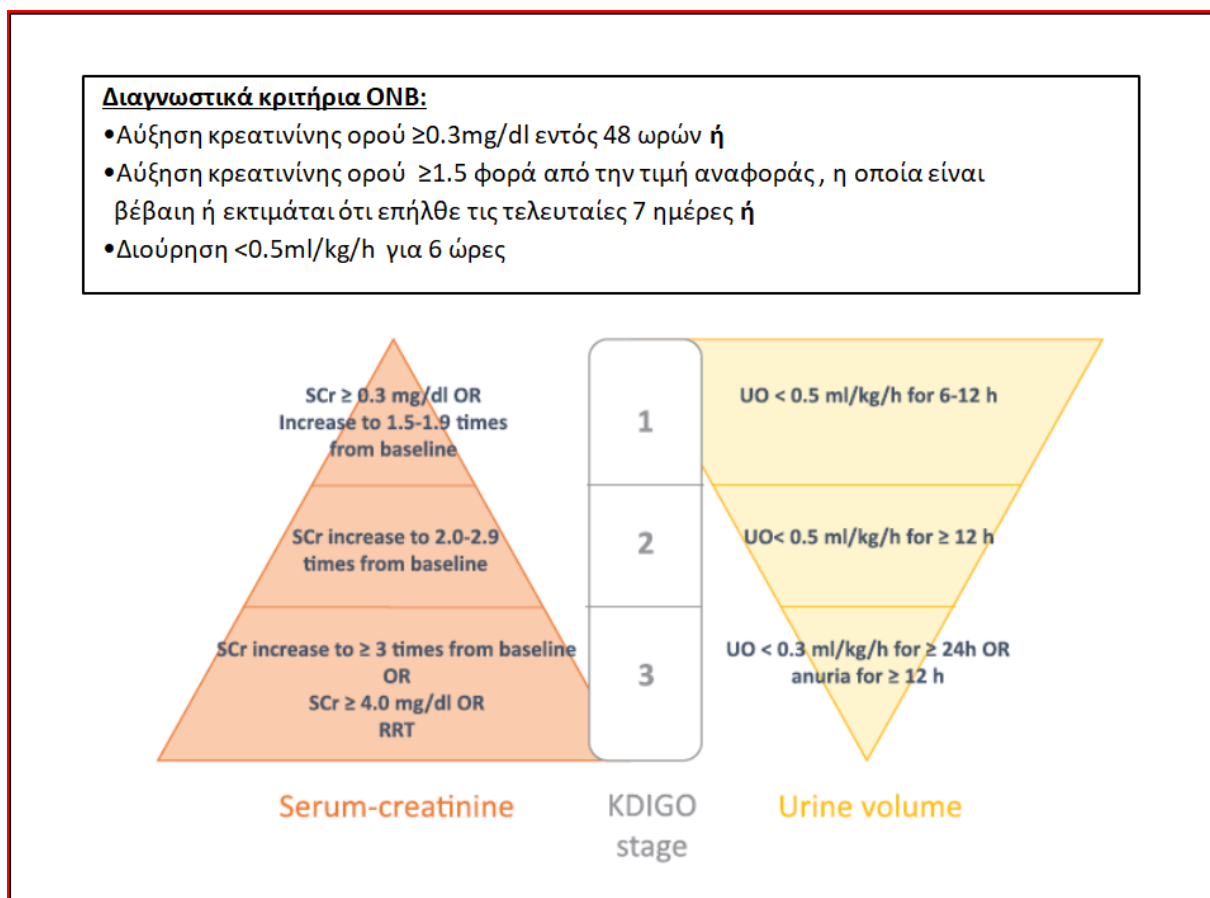 Διαγνωστικά κριτήρια ΟΝΒ:
•Αύξηση κρεατινίνης ορού ≥0.3mg/dl εντός 48 ωρών ή
•Αύξηση κρεατινίνης ορού ≥1.5 φορά από την τιμή αναφοράς , η οποία είναι
βέβαιη ή εκτιμάται ότι επήλθε τις τελευταίες 7 ημέρες ή
•Διούρηση <0.5ml/kg/h για 6 ώρες
SCr ≥ 0.3 mg/dl OR
Increase to 1.5-1.9 times
from baseline
1
UO < 0.5 ml/kg/h for 6-12 h
SCr increase to 2.0-2.9
times from baseline
2
UO< 0.5 ml/kg/h for ≥ 12 h
SCr increase to ≥ 3 times from baseline
OR
SCr ≥ 4.0 mg/dl OR
RRT
3
UO < 0.3 ml/kg/h for ≥ 24h OR
anuria for ≥ 12 h
Serum-creatinine
KDIGO
stage
Urine volume